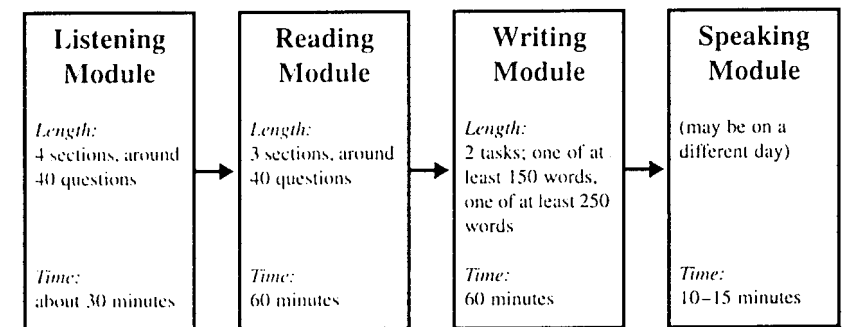 Listening
Module
Length:
4 sections, around
40 questions
Time:
about 30 minutes
Reading
Module
Length:
3 sections, around
40 questions
Time:
60 minutes
Writing
Module
Length:
2 tasks; one of at
least 150 words,
one of at least 250
words
Time:
60 minutes
Speaking
Module
(may be on a
different day)
Time:
10–15 minutes